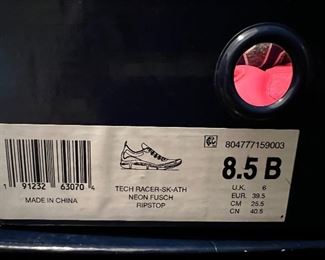 804777159003
8.5 B
U.K. 6
EUR. 39.5
CM 25.5
CN 40.5
1 91232 63070 4
MADE IN CHINA
TECH RACER-SK-ATH
NEON FUSCH
RIPSTOP